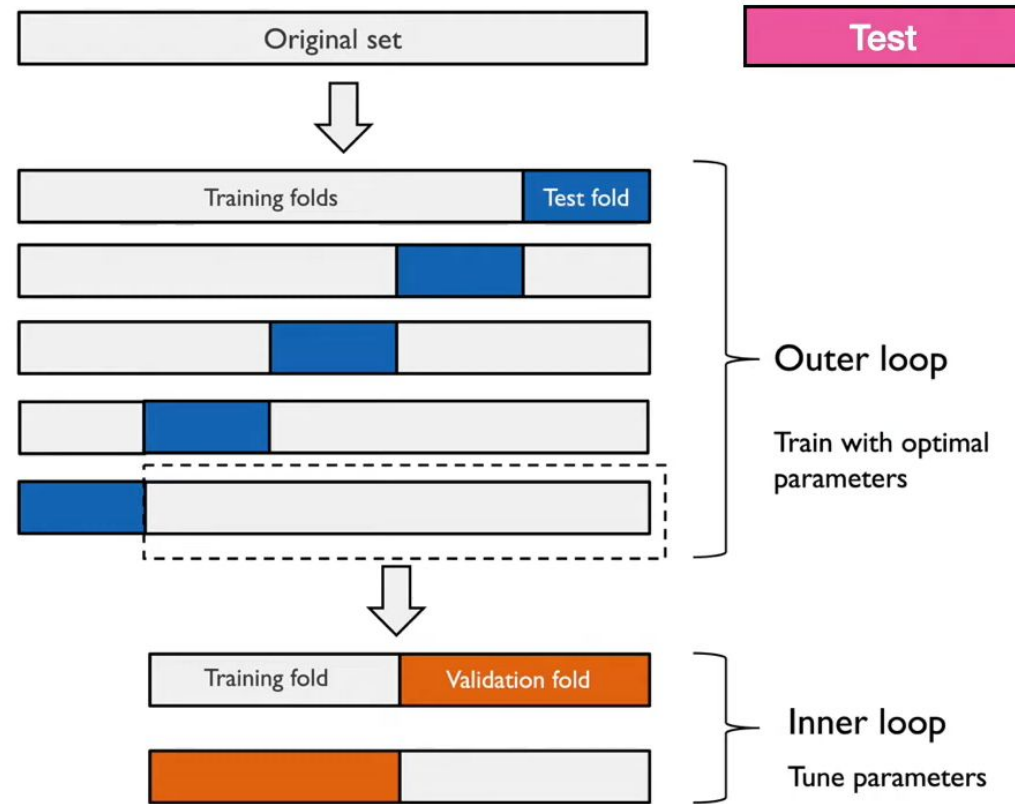 Original set
Test
Training folds
Test fold
Outer loop
Train with optimal
parameters
Training fold
Validation fold
Inner loop
Tune parameters